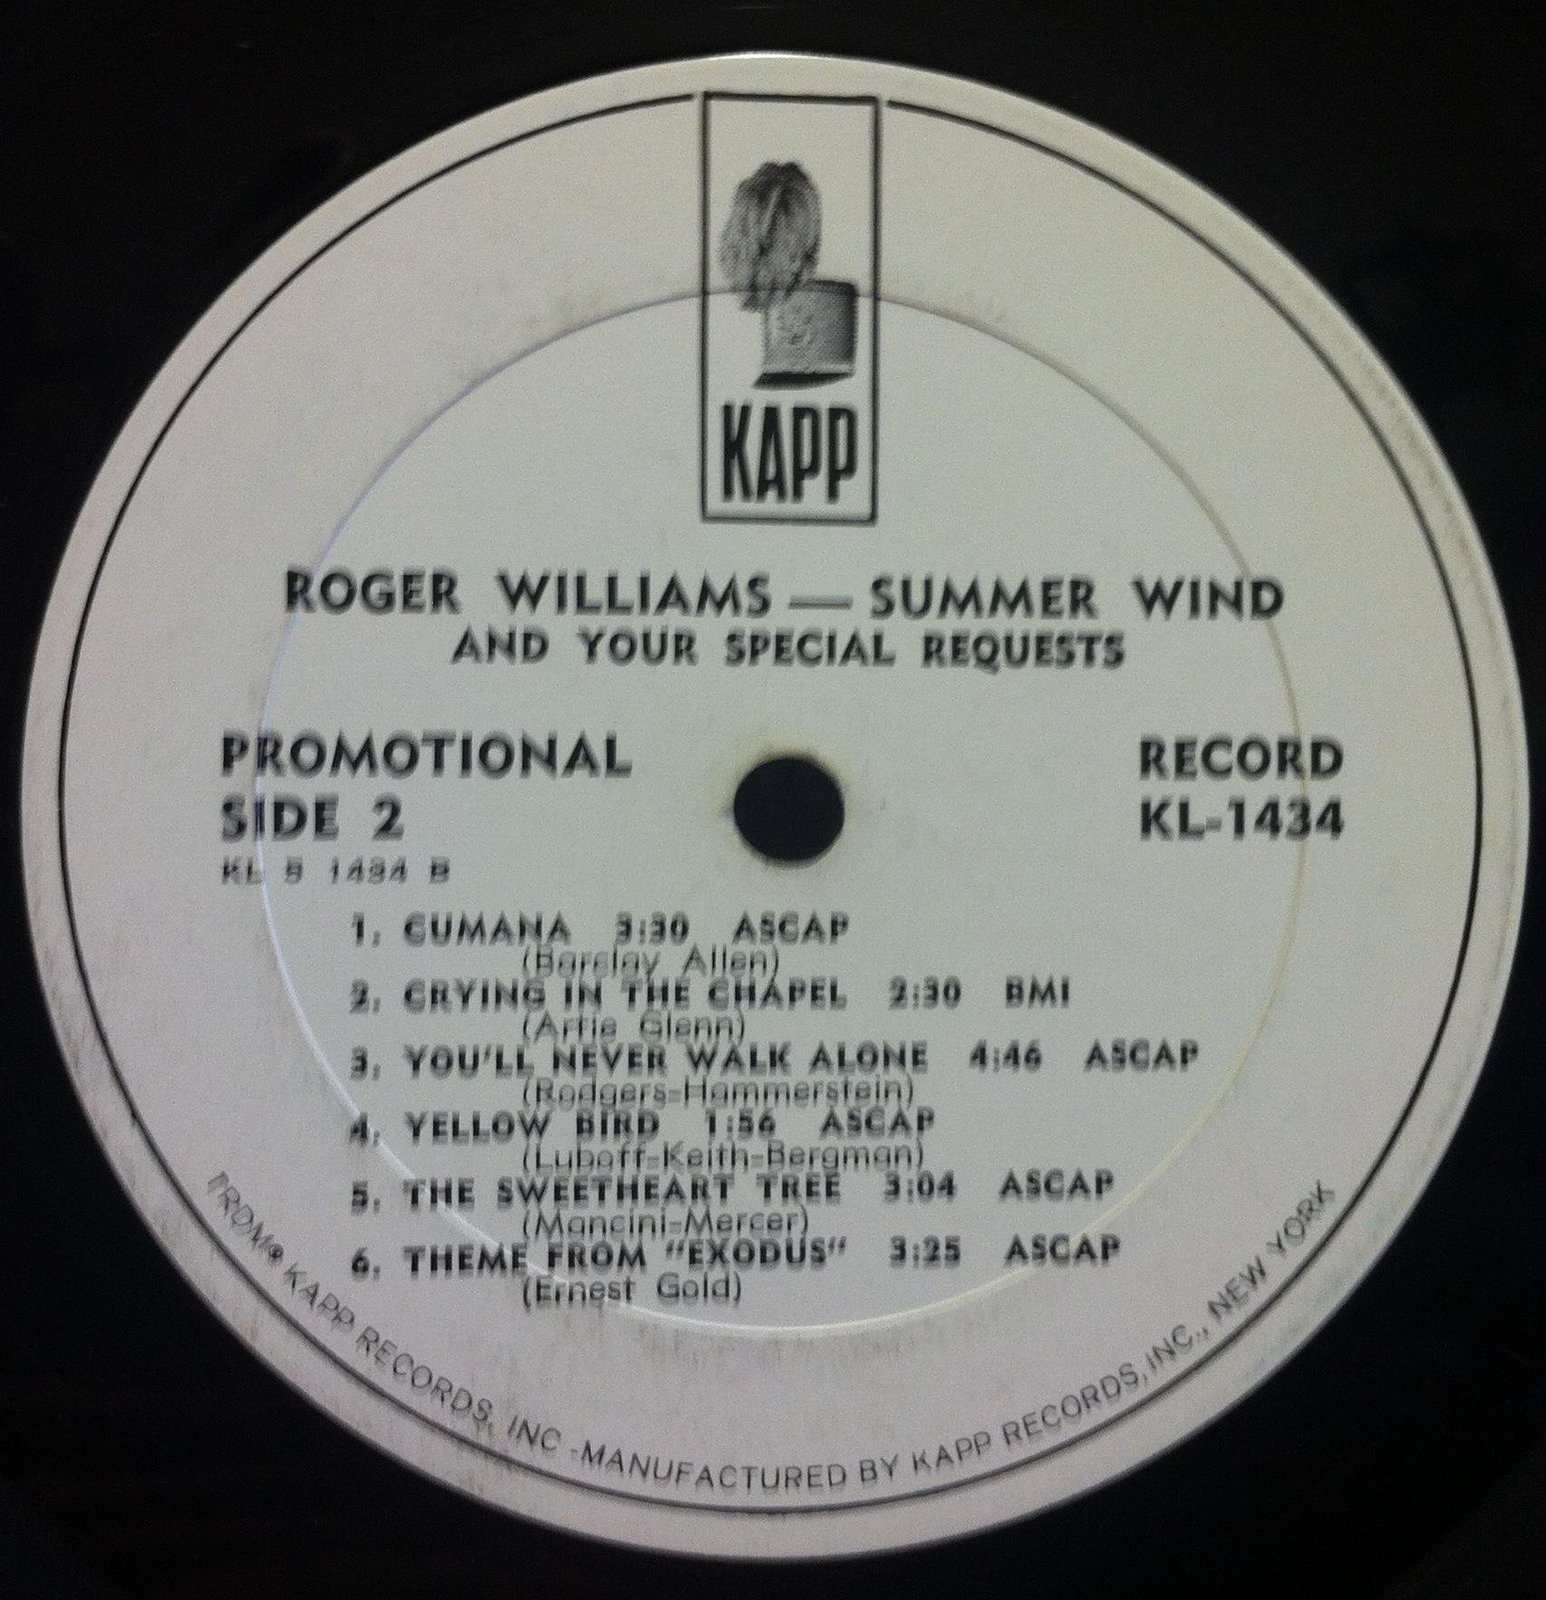 KAPP
ROGER WILLIAMS — SUMMER WIND
AND YOUR SPECIAL REQUESTS
PROMOTIONAL
SIDE 2
KL S 1434 B
RECORD
KL-1434
1. CUMANA 3:30 ASCAP
(Barclay Allen)
2. CRYING IN THE CHAPEL 2:30 BMI
(Artie Glenn)
3. YOU'LL NEVER WALK ALONE 4:46 ASCAP
(Rodgers-Hammerstein)
4. YELLOW BIRD 1:56 ASCAP
(Luboff-Keith-Bergman)
5. THE SWEETHEART TREE 3:04 ASCAP
(Mancini-Mercer)
6. THEME FROM "EXODUS" 3:25 ASCAP
(Ernest Gold)
TRDM® KAPP RECORDS, INC -MANUFACTURED BY KAPP RECORDS, INC., NEW YORK